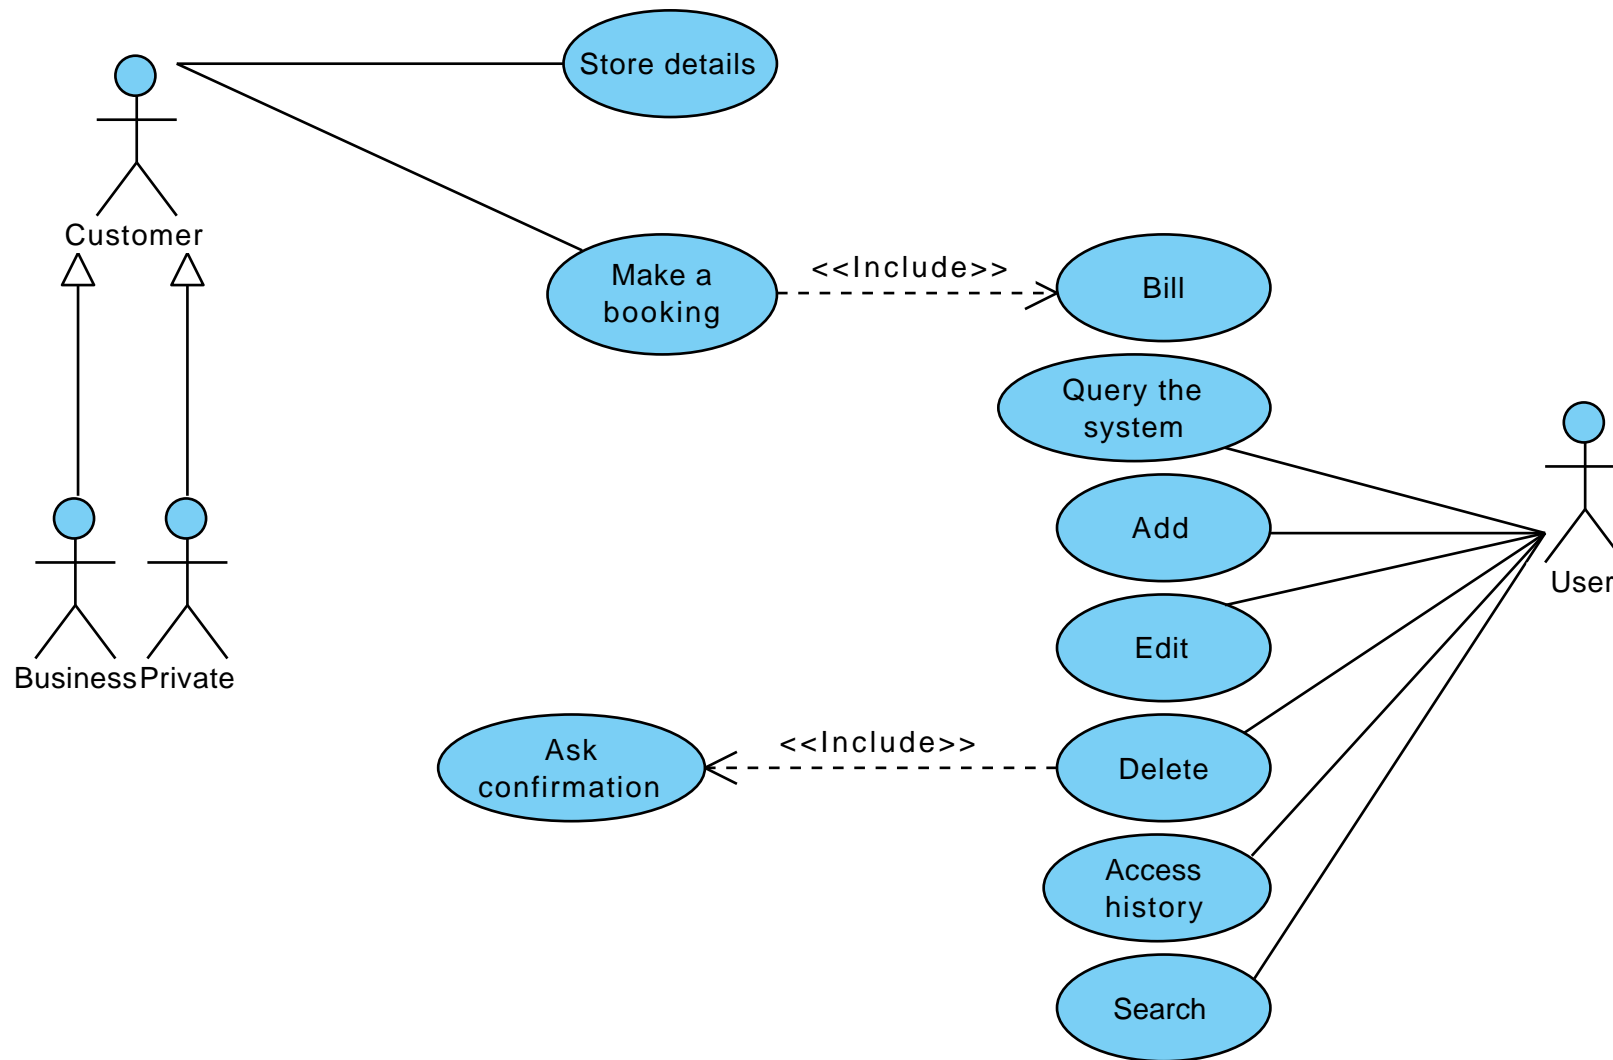 Store details
Customer
Make a
booking
<<Include>>
Bill
Query the
system
Add
User
Edit
Business
Private
Ask
confirmation
<<Include>>
Delete
Access
history
Search